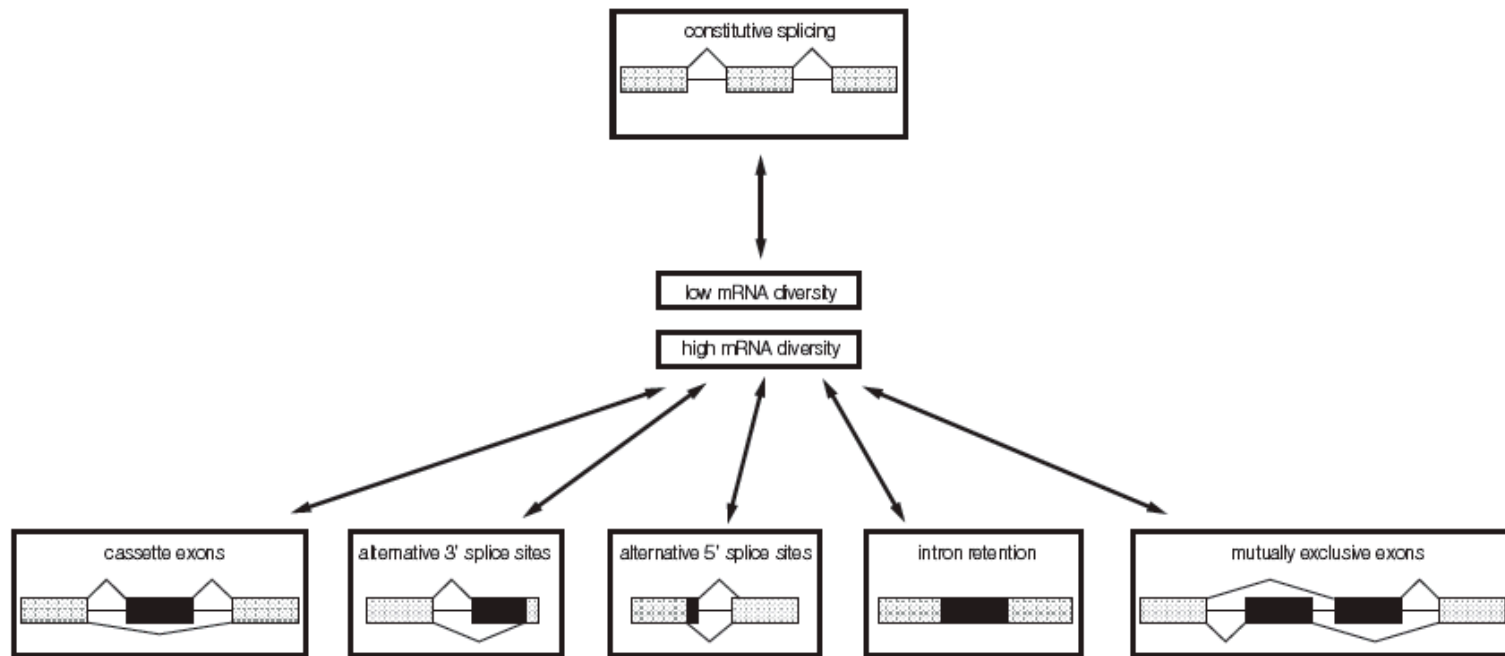 constitutive splicing
low mRNA diversity
high mRNA diversity
cassette exons
alternative 3' splice sites
alternative 5' splice sites
intron retention
mutually exclusive exons